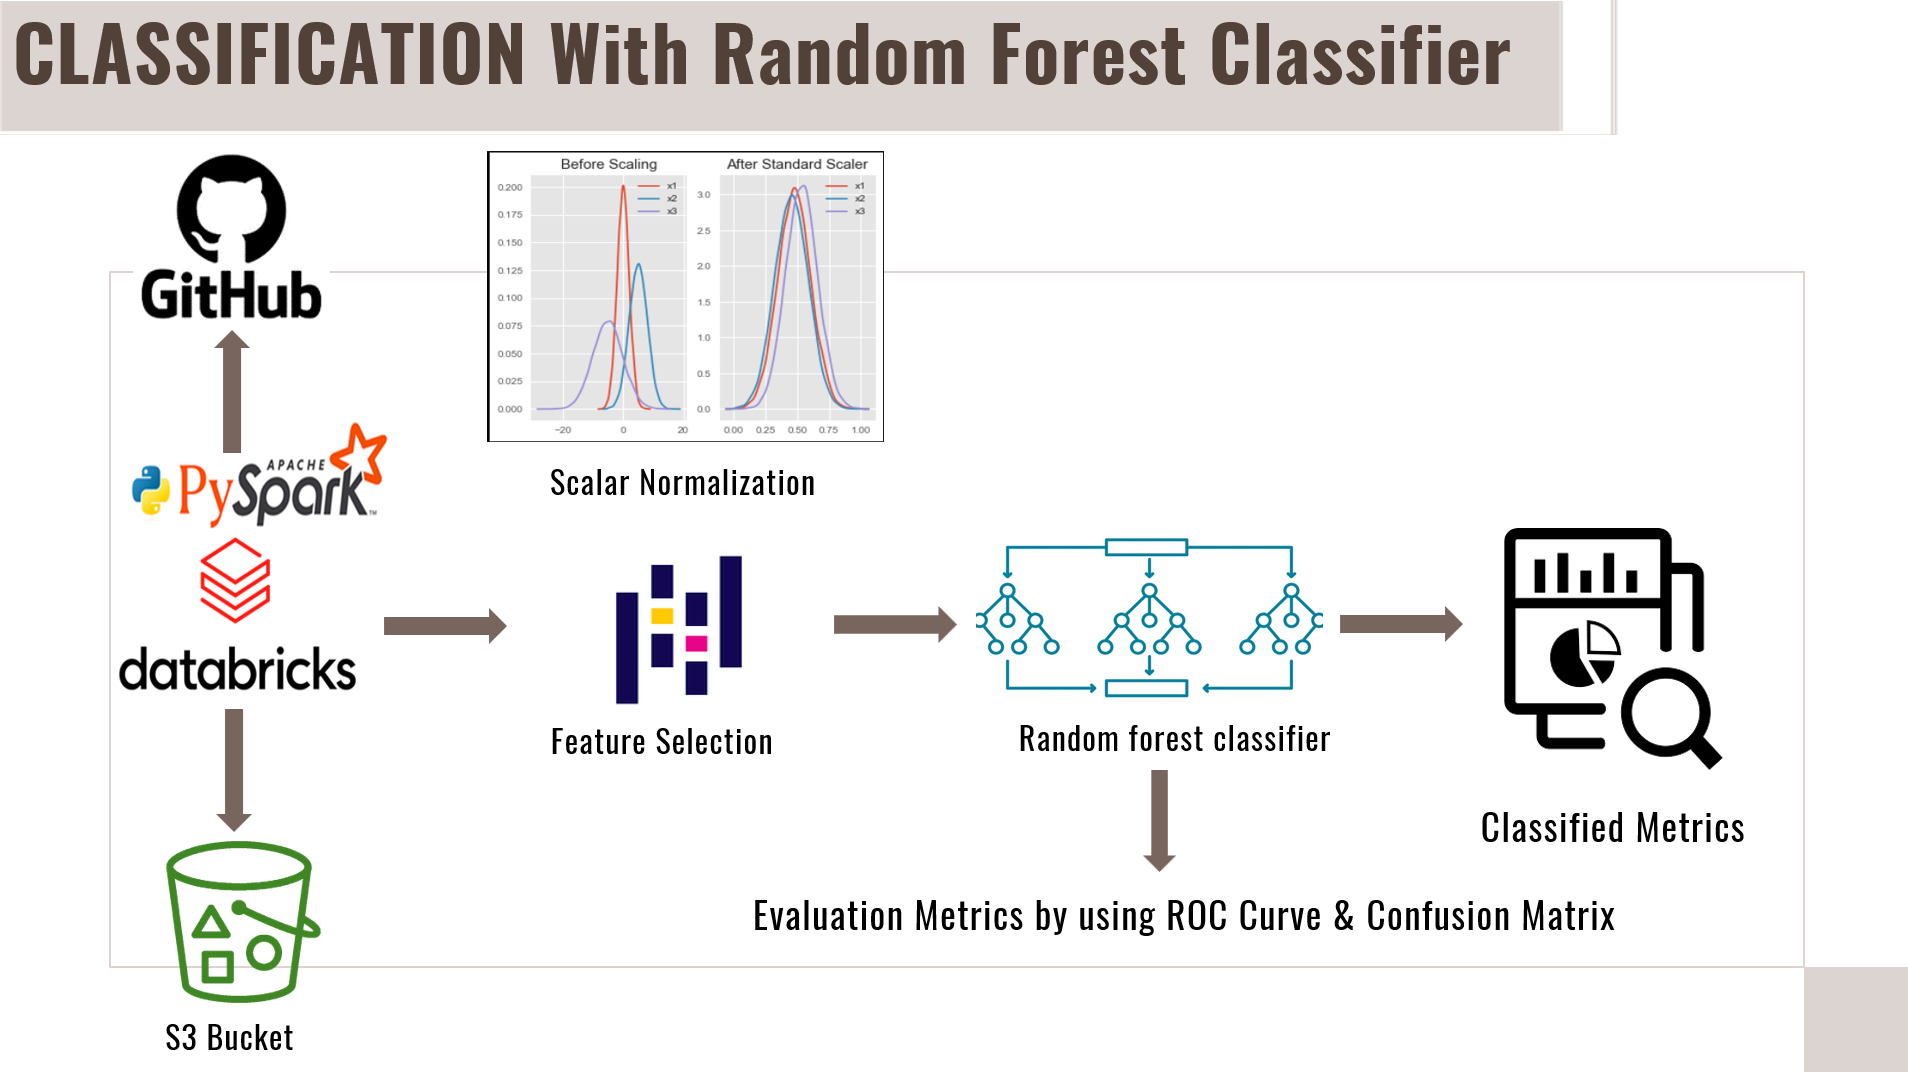 CLASSIFICATION With Random Forest Classifier
GitHub
Before Scaling
x1
x2
x3
0.200
0.175
0.150
0.125
0.100
0.075
0.050
0.025
0.000
−20
0
20
After Standard Scaler
x1
x2
x3
3.0
2.5
2.0
1.5
1.0
0.5
0.0
0.00
0.25
0.50
0.75
1.00
Scalar Normalization
APACHE
PySpark™
databricks
Feature Selection
Random forest classifier
Classified Metrics
Evaluation Metrics by using ROC Curve & Confusion Matrix
S3 Bucket